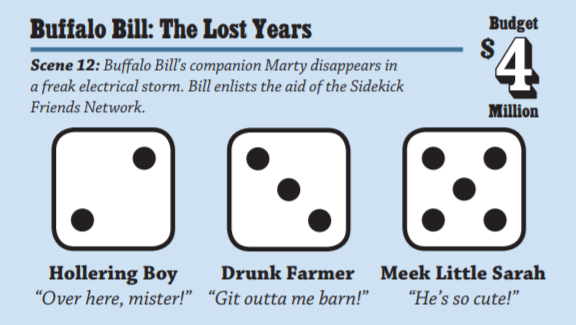 Buffalo Bill: The Lost Years
Budget
$4
Million
Scene 12: Buffalo Bill's companion Marty disappears in
a freak electrical storm. Bill enlists the aid of the Sidekick
Friends Network.
Hollering Boy
"Over here, mister!"
Drunk Farmer
"Git outta me barn!"
Meek Little Sarah
"He's so cute!"